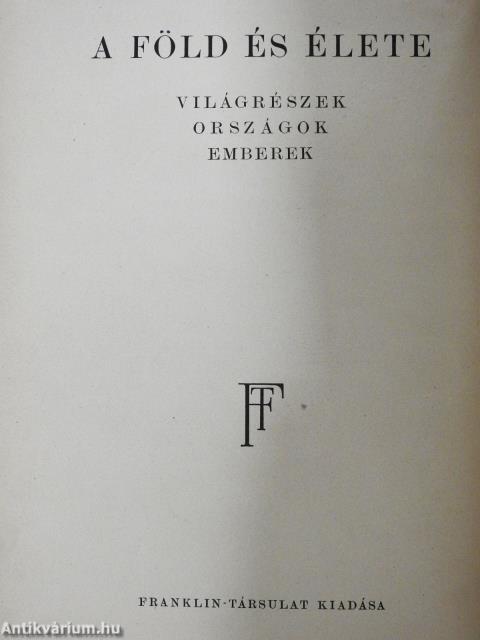 A FÖLD ÉS ÉLETE
VILÁGRÉSZEK
ORSZÁGOK
EMBEREK
FT
FRANKLIN-TÁRSULAT KIADÁSA
Antikvárium.hu